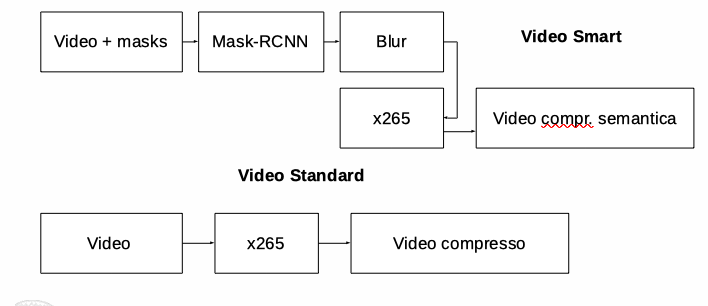 Video + masks
Mask-RCNN
Blur
Video Smart
x265
Video compr. semantica
Video Standard
Video
x265
Video compresso